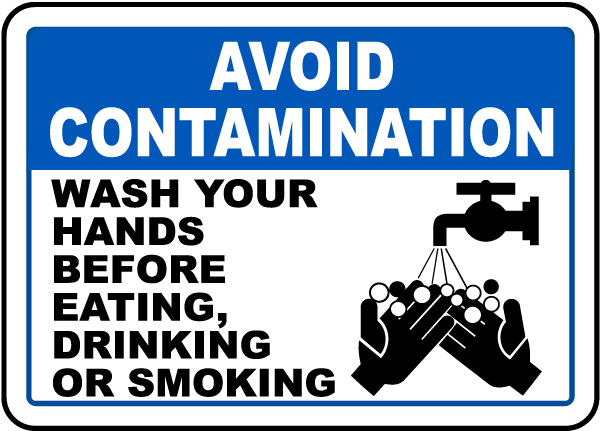 AVOID
CONTAMINATION
WASH YOUR
HANDS
BEFORE
EATING,
DRINKING
OR SMOKING